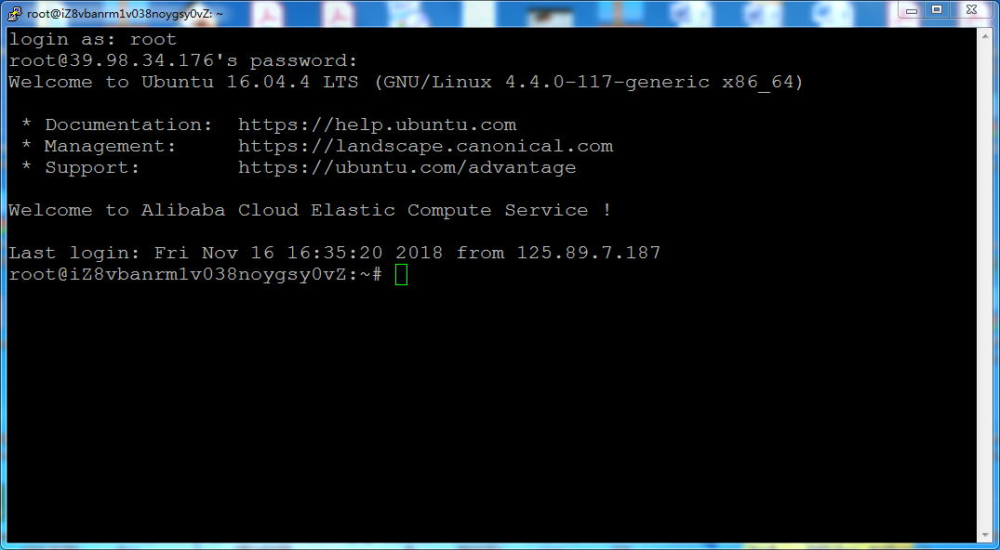 root@iZ8vbanrm1v038noygsy0vZ: ~
login as: root
root@39.98.34.176's password:
Welcome to Ubuntu 16.04.4 LTS (GNU/Linux 4.4.0-117-generic x86_64)
* Documentation:  https://help.ubuntu.com
* Management:     https://landscape.canonical.com
* Support:        https://ubuntu.com/advantage
Welcome to Alibaba Cloud Elastic Compute Service !
Last login: Fri Nov 16 16:35:20 2018 from 125.89.7.187
root@iZ8vbanrm1v038noygsy0vZ:~#